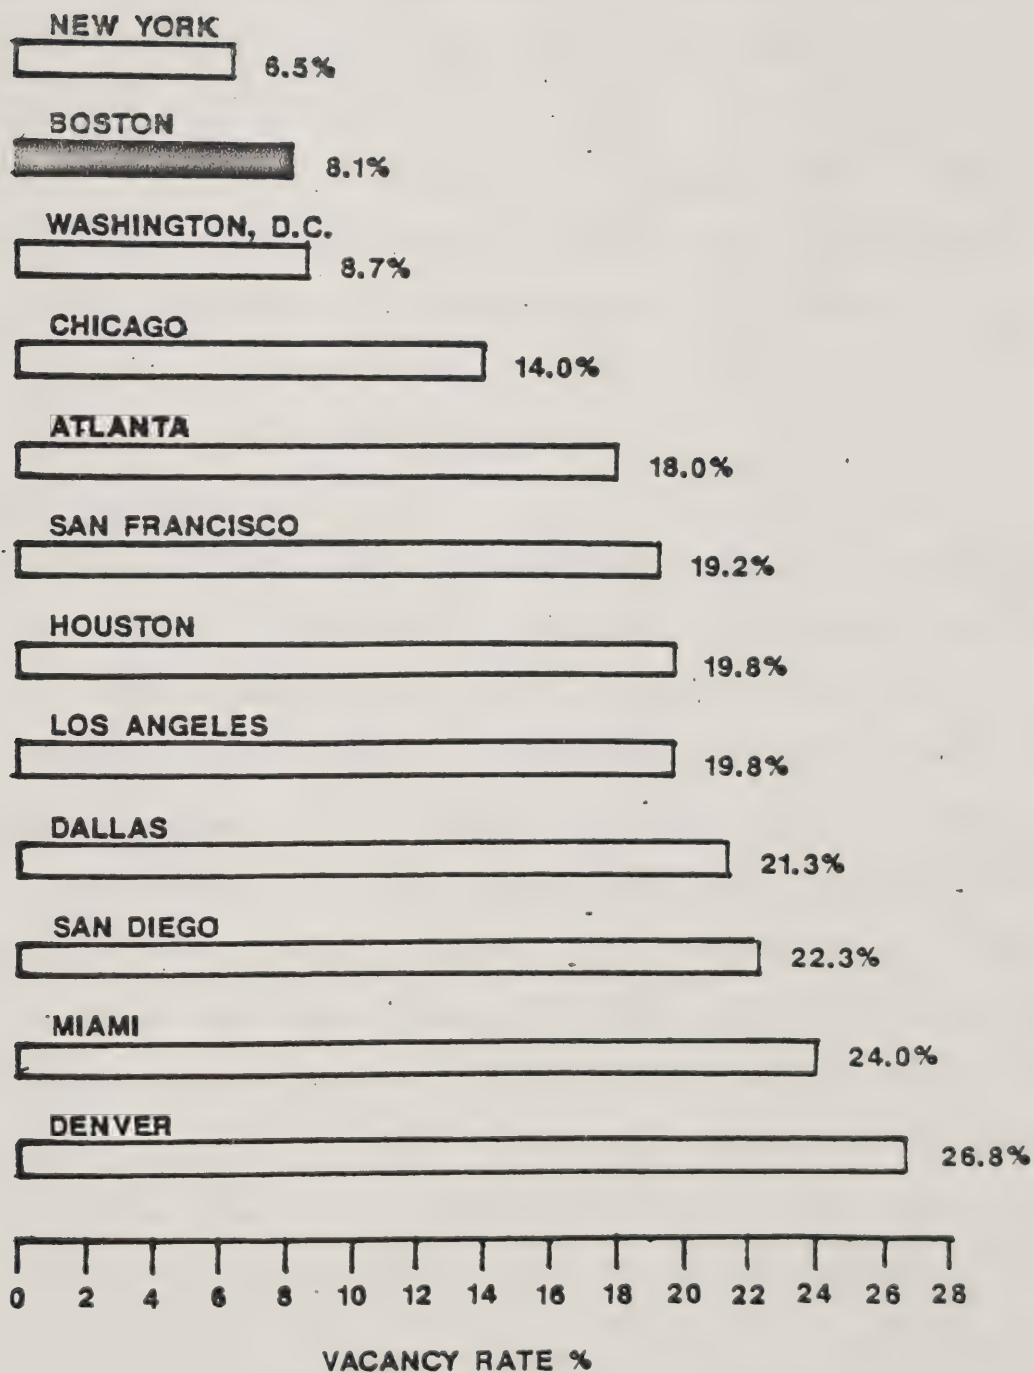 NEW YORK
6.5%
BOSTON
8.1%
WASHINGTON, D.C.
8.7%
CHICAGO
14.0%
ATLANTA
18.0%
SAN FRANCISCO
19.2%
HOUSTON
19.8%
LOS ANGELES
19.8%
DALLAS
21.3%
SAN DIEGO
22.3%
MIAMI
24.0%
DENVER
26.8%
0 2 4 6 8 10 12 14 16 18 20 22 24 26 28
VACANCY RATE %